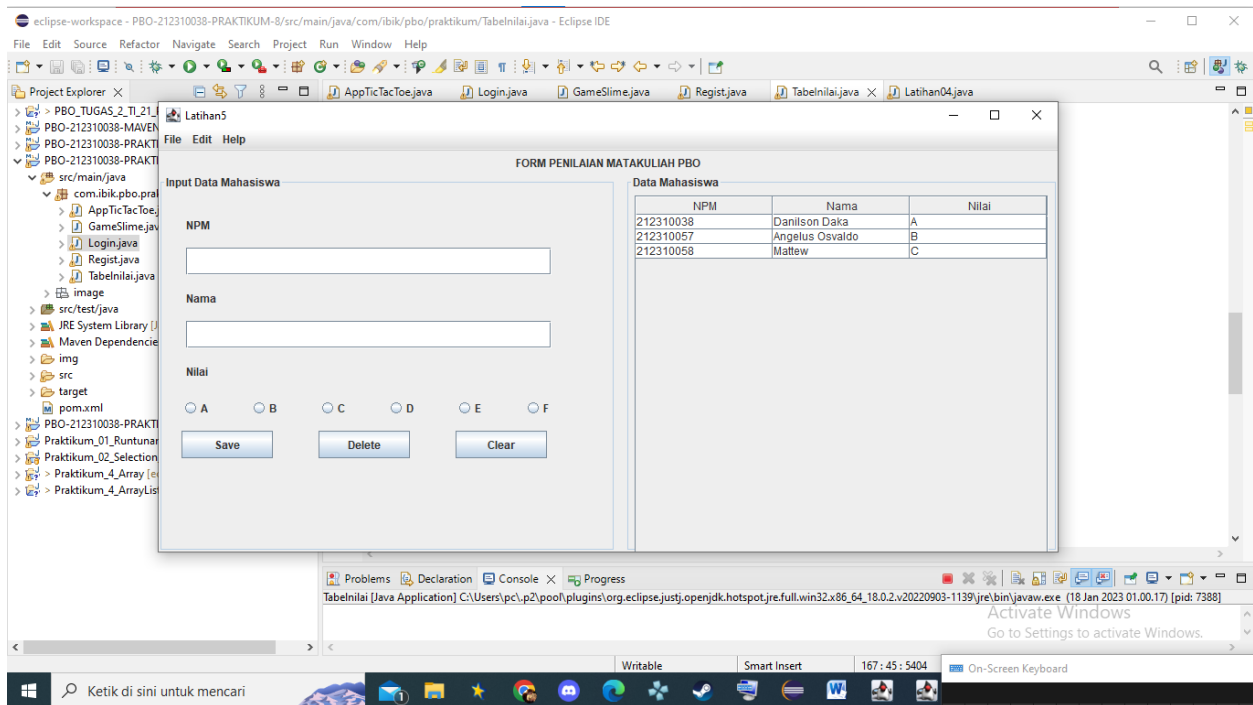 eclipse-workspace - PBO-212310038-PRAKTIKUM-8/src/main/java/com/ibik/pbo/praktikum/Tabelnilai.java - Eclipse IDE
File Edit Source Refactor Navigate Search Project Run Window Help
Project Explorer
AppTicTacToe.java Login.java GameSlime.java Regist.java Tabelnilai.java Latihan04.java
> PBO_TUGAS_2_TI_21_
PBO-212310038-MAVEN
PBO-212310038-PRAKTI
PBO-212310038-PRAKTI
src/main/java
com.ibik.pbo.prak
AppTicTacToe.j
GameSlime.jav
Login.java
Regist.java
Tabelnilai.java
image
src/test/java
JRE System Library [J
Maven Dependencie
img
src
target
pom.xml
PBO-212310038-PRAKTI
Praktikum_01_Runtunan
Praktikum_02_Selection
> Praktikum_4_Array [e
> Praktikum_4_ArrayList
Latihan5
File Edit Help
FORM PENILAIAN MATAKULIAH PBO
Input Data Mahasiswa
NPM
Nama
Nilai
A B C D E F
Save Delete Clear
Data Mahasiswa
NPM Nama Nilai
212310038 Danilson Daka A
212310057 Angelus Osvaldo B
212310058 Mattew C
Problems Declaration Console Progress
Tabelnilai [Java Application] C:\Users\pc\.p2\pool\plugins\org.eclipse.justj.openjdk.hotspot.jre.full.win32.x86_64_18.0.2.v20220903-1139\jre\bin\javaw.exe (18 Jan 2023 01.00.17) [pid: 7388]
Activate Windows
Go to Settings to activate Windows.
Writable Smart Insert 167 : 45 : 5404
On-Screen Keyboard
Ketik di sini untuk mencari